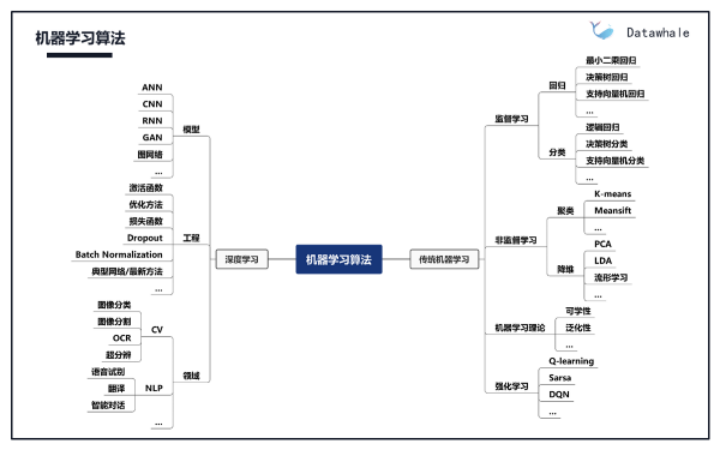 机器学习算法
Datawhale
机器学习算法
深度学习
模型
ANN
CNN
RNN
GAN
图网络
...
工程
激活函数
优化方法
损失函数
Dropout
Batch Normalization
典型网络/最新方法
...
领域
CV
图像分类
图像分割
OCR
超分辨
NLP
语音试别
翻译
智能对话
...
传统机器学习
监督学习
回归
最小二乘回归
决策树回归
支持向量机回归
...
分类
逻辑回归
决策树分类
支持向量机分类
...
非监督学习
聚类
K-means
Meansift
...
降维
PCA
LDA
流形学习
...
机器学习理论
可学性
泛化性
...
强化学习
Q-learning
Sarsa
DQN
...